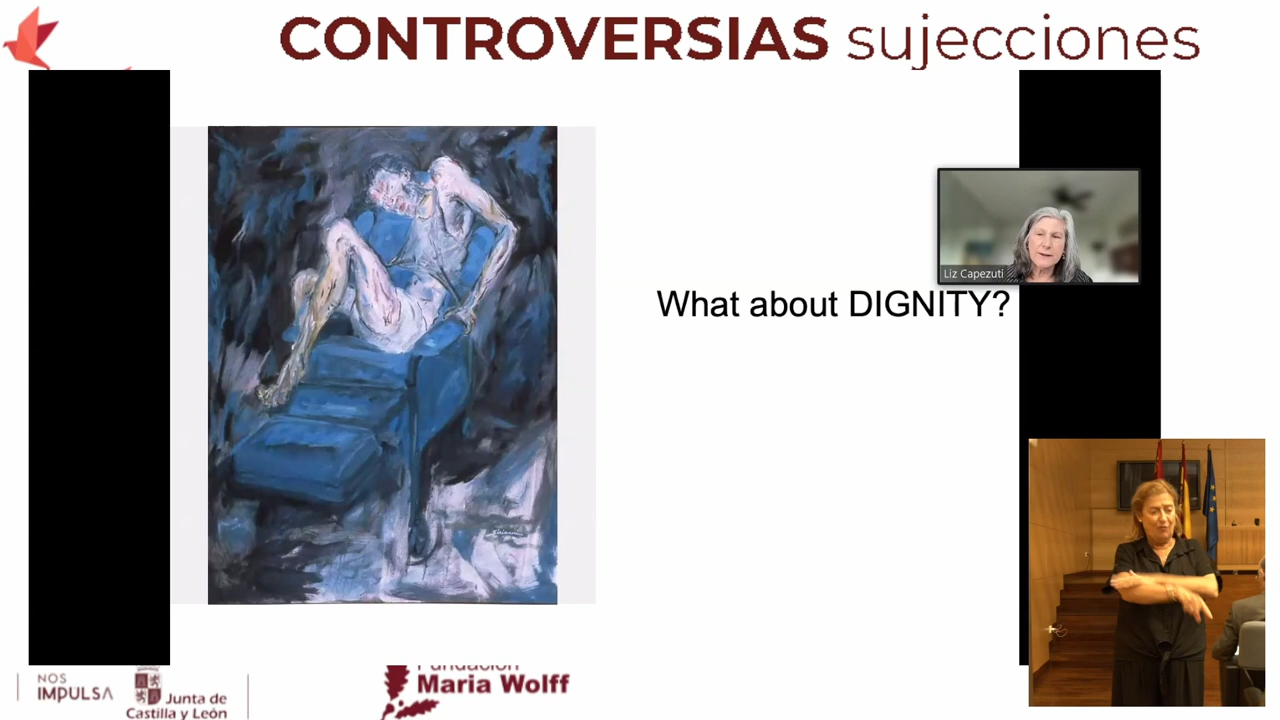 CONTROVERSIAS sujecciones
Liz Capezuti
What about DIGNITY?
NOS
IMPULSA
Junta de
Castilla y León
Fundación
Maria Wolff